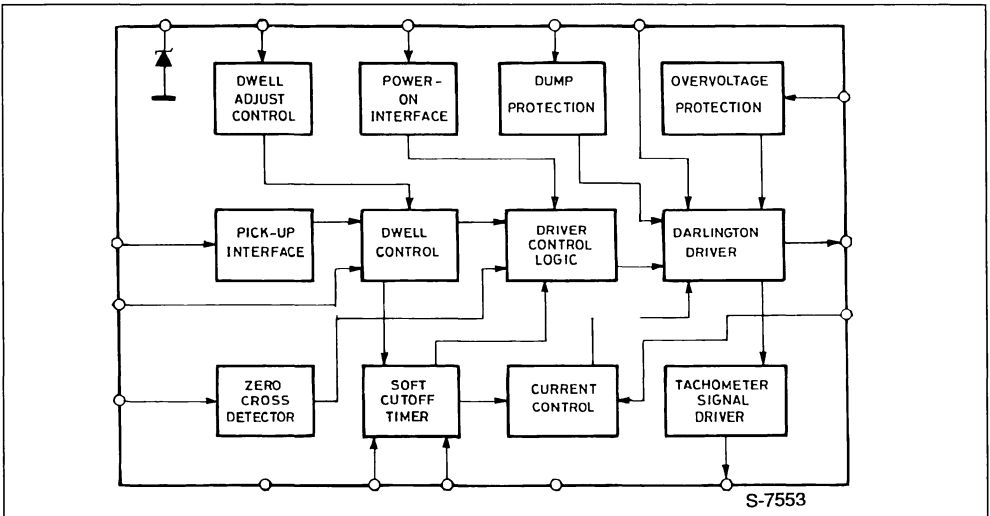 DWELL
ADJUST
CONTROL
POWER-
ON
INTERFACE
DUMP
PROTECTION
OVERVOLTAGE
PROTECTION
PICK-UP
INTERFACE
DWELL
CONTROL
DRIVER
CONTROL
LOGIC
DARLINGTON
DRIVER
ZERO
CROSS
DETECTOR
SOFT
CUTOFF
TIMER
CURRENT
CONTROL
TACHOMETER
SIGNAL
DRIVER
S-7553